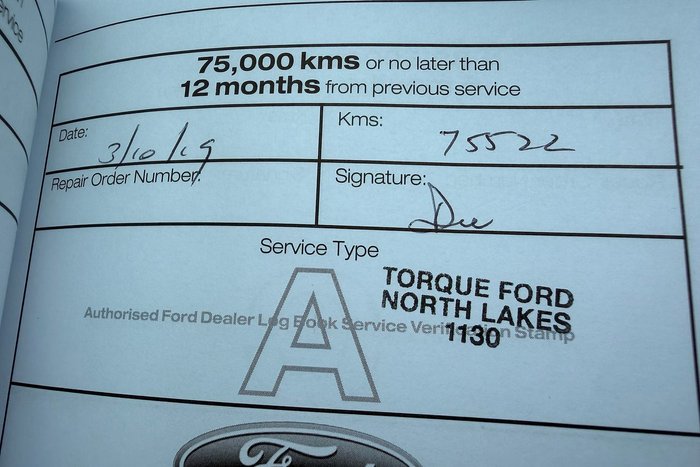 75,000 kms or no later than
12 months from previous service
Date: 3/10/19
Kms: 75522
Repair Order Number:
Signature:
Service Type
A
TORQUE FORD
NORTH LAKES
1130
Authorised Ford Dealer Log Book Service Verification Stamp
Ford